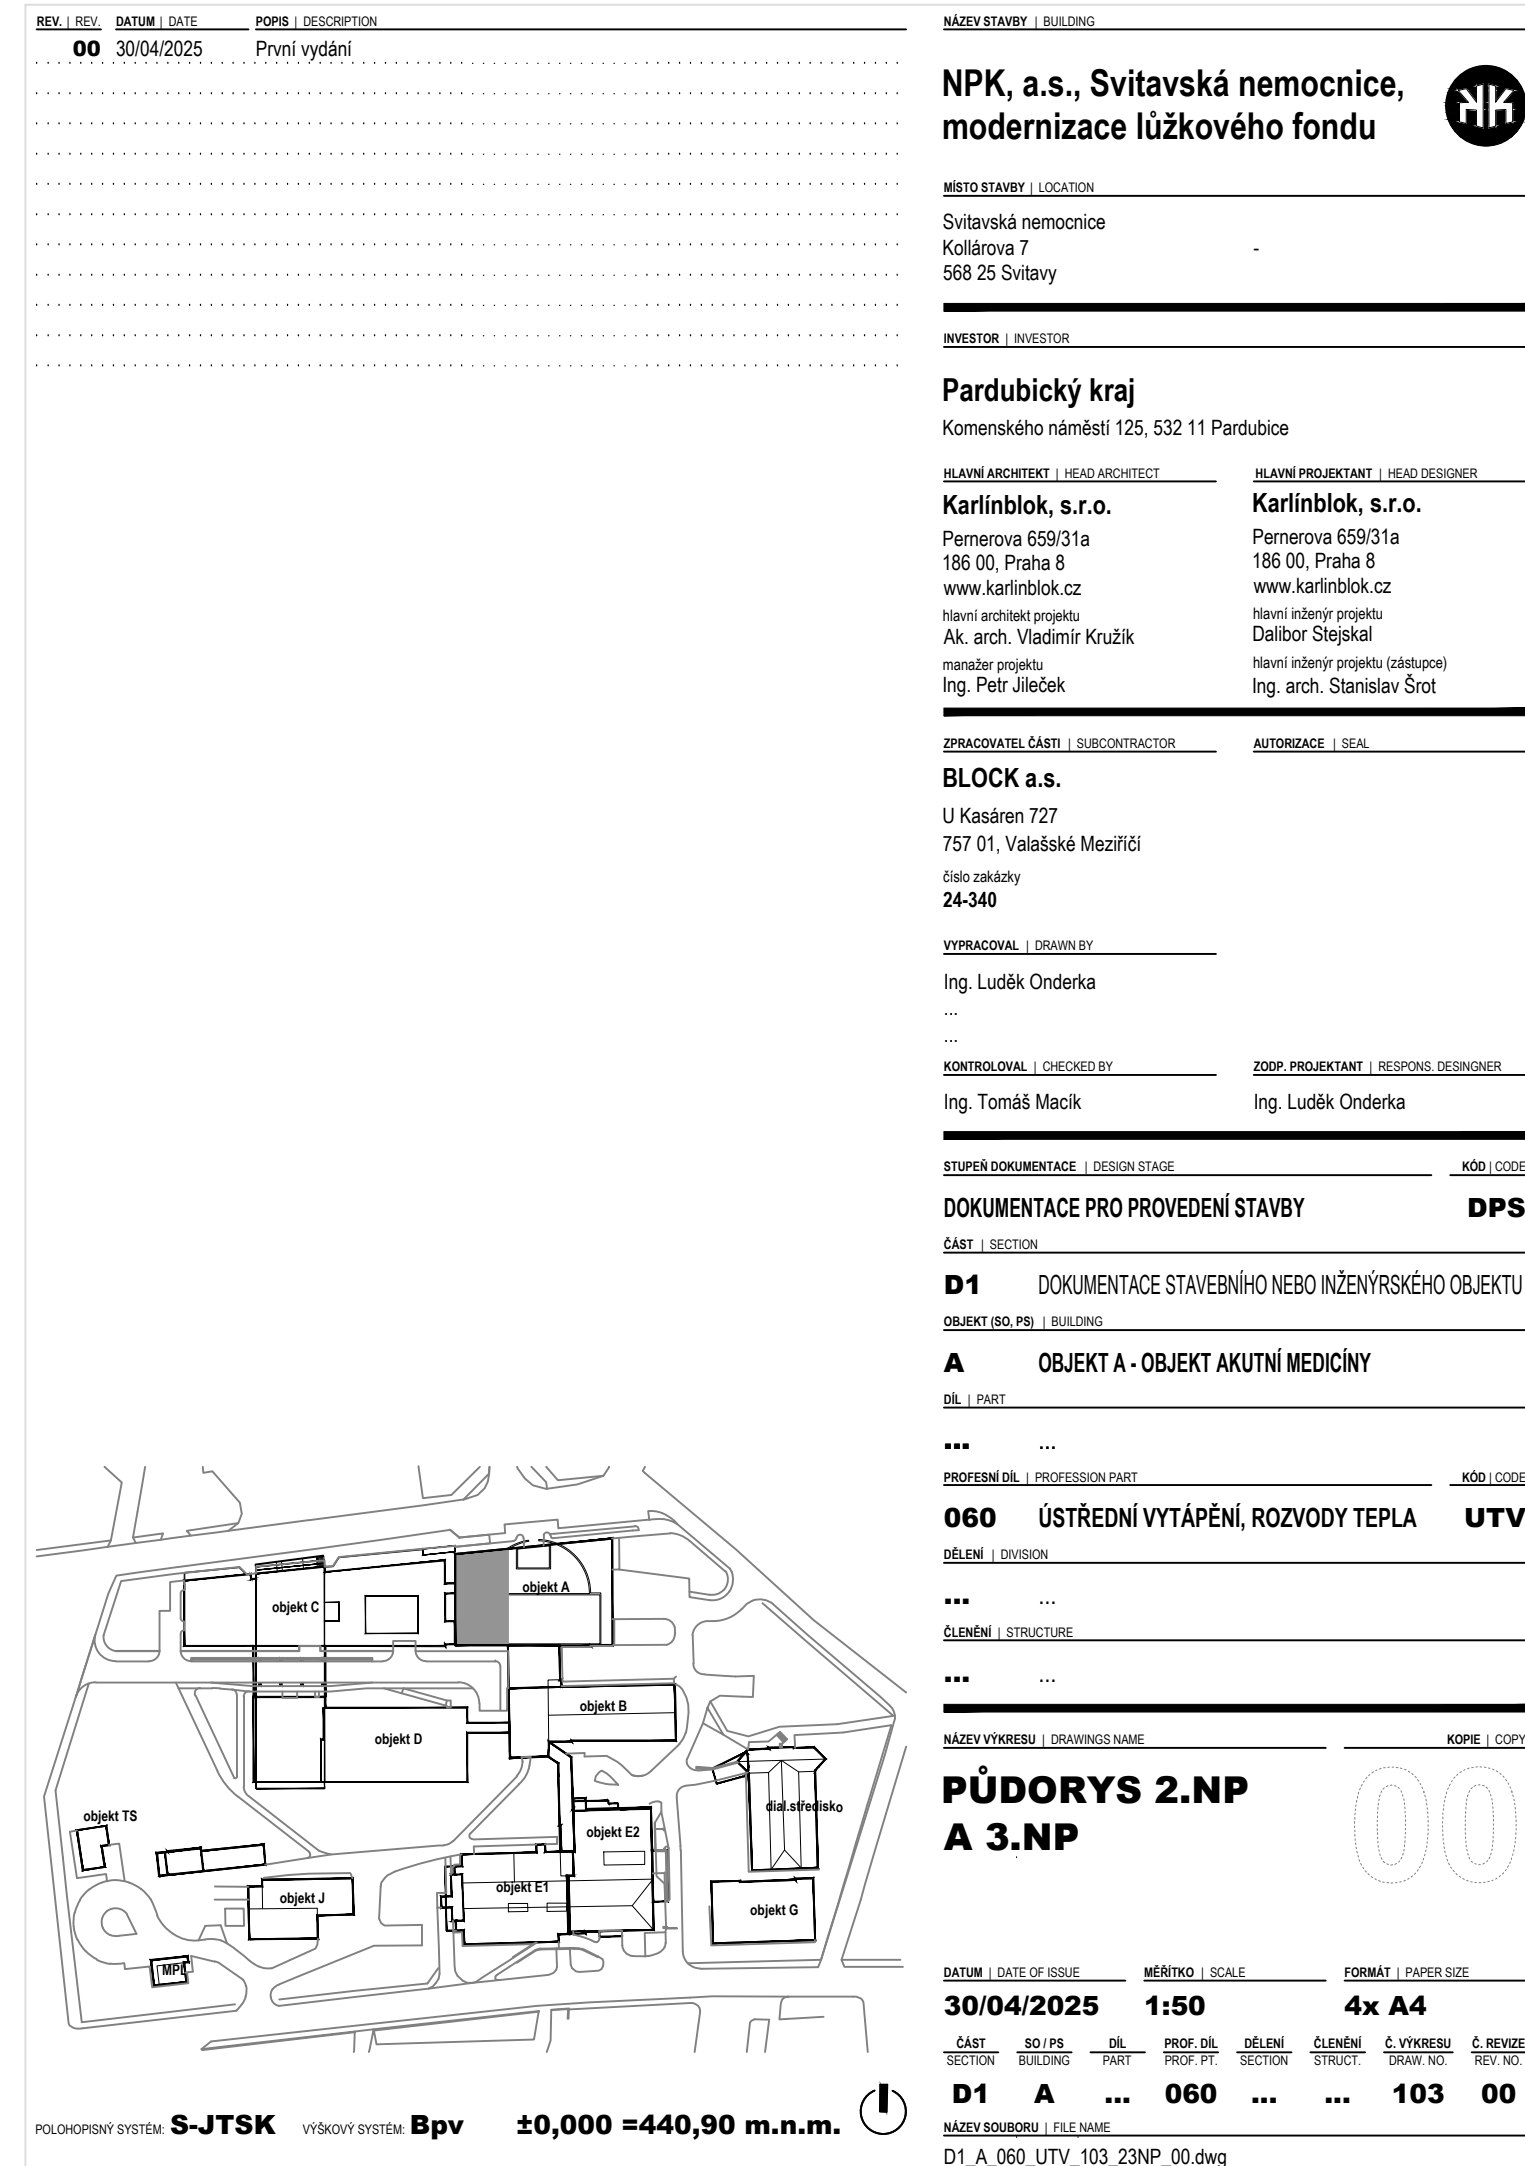 REV. | REV. DATUM | DATE POPIS | DESCRIPTION
00 30/04/2025 První vydání
NÁZEV STAVBY | BUILDING
NPK, a.s., Svitavská nemocnice,
modernizace lůžkového fondu
MÍSTO STAVBY | LOCATION
Svitavská nemocnice
Kollárova 7 -
568 25 Svitavy
INVESTOR | INVESTOR
Pardubický kraj
Komenského náměstí 125, 532 11 Pardubice
HLAVNÍ ARCHITEKT | HEAD ARCHITECT
Karlínblok, s.r.o.
Pernerova 659/31a
186 00, Praha 8
www.karlinblok.cz
hlavní architekt projektu
Ak. arch. Vladimír Kružík
manažer projektu
Ing. Petr Jileček
HLAVNÍ PROJEKTANT | HEAD DESIGNER
Karlínblok, s.r.o.
Pernerova 659/31a
186 00, Praha 8
www.karlinblok.cz
hlavní inženýr projektu
Dalibor Stejskal
hlavní inženýr projektu (zástupce)
Ing. arch. Stanislav Šrot
ZPRACOVATEL ČÁSTI | SUBCONTRACTOR
AUTORIZACE | SEAL
BLOCK a.s.
U Kasáren 727
757 01, Valašské Meziříčí
číslo zakázky
24-340
VYPRACOVAL | DRAWN BY
Ing. Luděk Onderka
...
...
KONTROLOVAL | CHECKED BY
Ing. Tomáš Macík
ZODP. PROJEKTANT | RESPONS. DESINGNER
Ing. Luděk Onderka
STUPEŇ DOKUMENTACE | DESIGN STAGE KÓD | CODE
DOKUMENTACE PRO PROVEDENÍ STAVBY DPS
ČÁST | SECTION
D1 DOKUMENTACE STAVEBNÍHO NEBO INŽENÝRSKÉHO OBJEKTU
OBJEKT (SO, PS) | BUILDING
A OBJEKT A - OBJEKT AKUTNÍ MEDICÍNY
DÍL | PART
... ...
PROFESNÍ DÍL | PROFESSION PART KÓD | CODE
060 ÚSTŘEDNÍ VYTÁPĚNÍ, ROZVODY TEPLA UTV
DĚLENÍ | DIVISION
... ...
ČLENĚNÍ | STRUCTURE
... ...
NÁZEV VÝKRESU | DRAWINGS NAME KOPIE | COPY
PŮDORYS 2.NP
A 3.NP
00
DATUM | DATE OF ISSUE MĚŘÍTKO | SCALE FORMÁT | PAPER SIZE
30/04/2025 1:50 4x A4
ČÁST SO / PS DÍL PROF. DÍL DĚLENÍ ČLENĚNÍ Č. VÝKRESU Č. REVIZE
SECTION BUILDING PART PROF. PT. SECTION STRUCT. DRAW. NO. REV. NO.
D1 A ... 060 ... ... 103 00
NÁZEV SOUBORU | FILE NAME
D1_A_060_UTV_103_23NP_00.dwg
objekt A
objekt C
objekt B
objekt D
dial.středisko
objekt TS
objekt E2
objekt E1
objekt J
objekt G
MPL
POLOHOPISNÝ SYSTÉM: S-JTSK VÝŠKOVÝ SYSTÉM: Bpv ±0,000 =440,90 m.n.m.